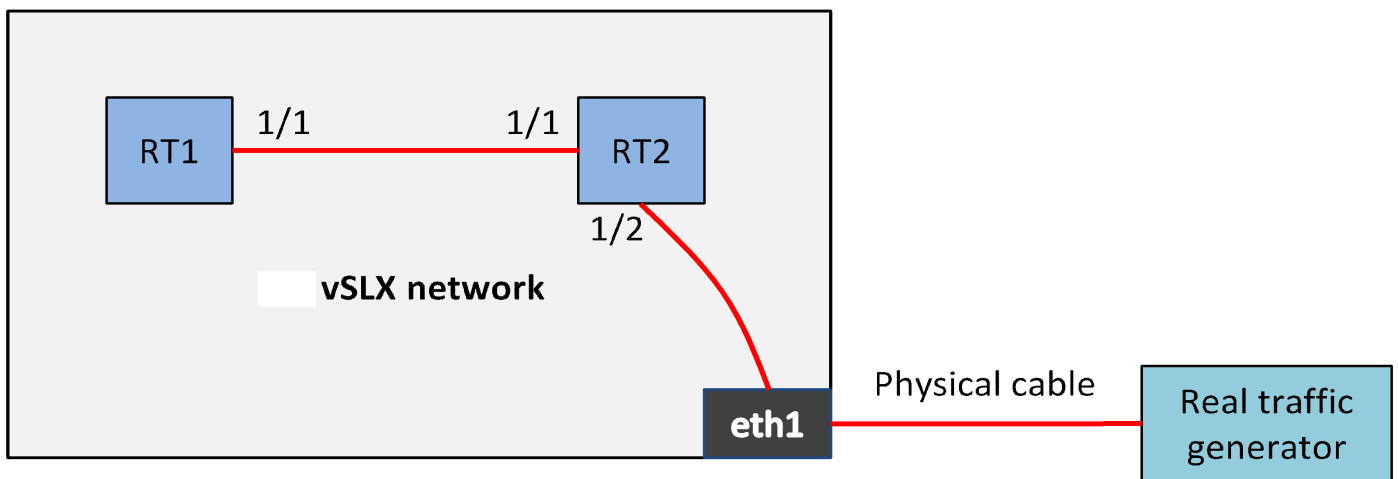 1/1
1/1
RT1
RT2
1/2
vSLX network
Physical cable
eth1
Real traffic
generator